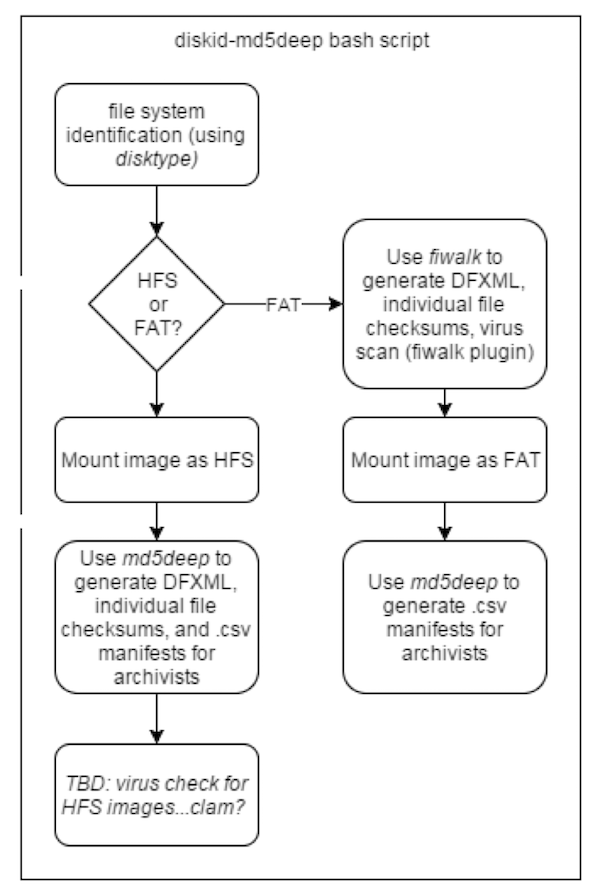 diskid-md5deep bash script
file system
identification (using
disktype)
HFS
or
FAT?
FAT
Use fiwalk to
generate DFXML,
individual file
checksums, virus
scan (fiwalk plugin)
Mount image as HFS
Mount image as FAT
Use md5deep to
generate DFXML,
individual file
checksums, and .csv
manifests for
archivists
Use md5deep to
generate .csv
manifests for
archivists
TBD: virus check for
HFS images...clam?